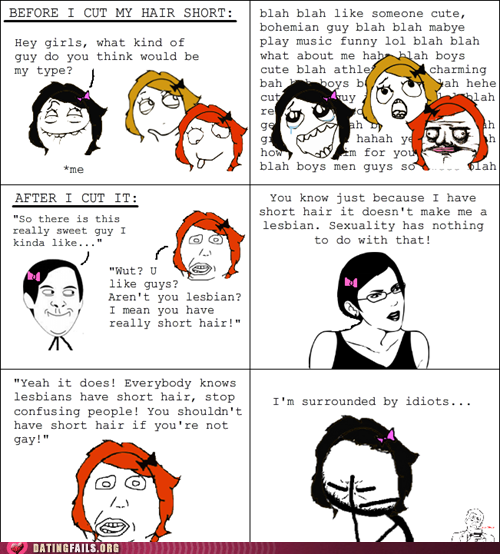 BEFORE I CUT MY HAIR SHORT:
Hey girls, what kind of
guy do you think would be
my type?
*me
blah blah like someone cute,
bohemian guy blah blah mabye
play music funny lol blah blah
what about me haha blah boys
cute blah charming
bah boys hehe
blah
hahah
how for you
blah boys men guys so blah
AFTER I CUT IT:
"So there is this
really sweet guy I
kinda like..."
"Wut? U
like guys?
Aren't you lesbian?
I mean you have
really short hair!"
You know just because I have
short hair it doesn't make me a
lesbian. Sexuality has nothing
to do with that!
"Yeah it does! Everybody knows
lesbians have short hair, stop
confusing people! You shouldn't
have short hair if you're not
gay!"
I'm surrounded by idiots...
DATINGFAILS.ORG